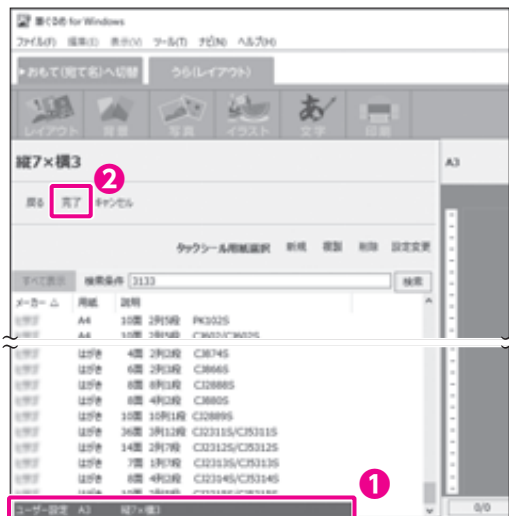 筆ぐるめ for Windows
ファイル(F) 編集(E) 表示(V) ツール(T) ナビ(N) ヘルプ(H)
▶おもて(宛て名)へ切替 うら(レイアウト)
レイアウト 背景 写真 イラスト 文字 印刷
縦7×横3
A3
2
戻る 完了 キャンセル
タックシール用紙選択 新規 複製 削除 設定変更
すべて表示 検索条件 3133 検索
メーカー △ 用紙 説明
A4 10面 2列5段 PK102S
A4 10面 2列5段 CJ602/CJ602S
はがき 4面 2列2段 CJ874S
はがき 6面 2列3段 CJ866S
はがき 8面 8列1段 CJ2888S
はがき 8面 4列2段 CJ880S
はがき 10面 10列1段 CJ2889S
はがき 36面 3列12段 CJ2311S/CJ5311S
はがき 14面 2列7段 CJ2312S/CJ5312S
はがき 7面 1列7段 CJ2313S/CJ5313S
はがき 8面 4列2段 CJ2314S/CJ5314S
1
ユーザー設定 A3 縦7×横3
0/0